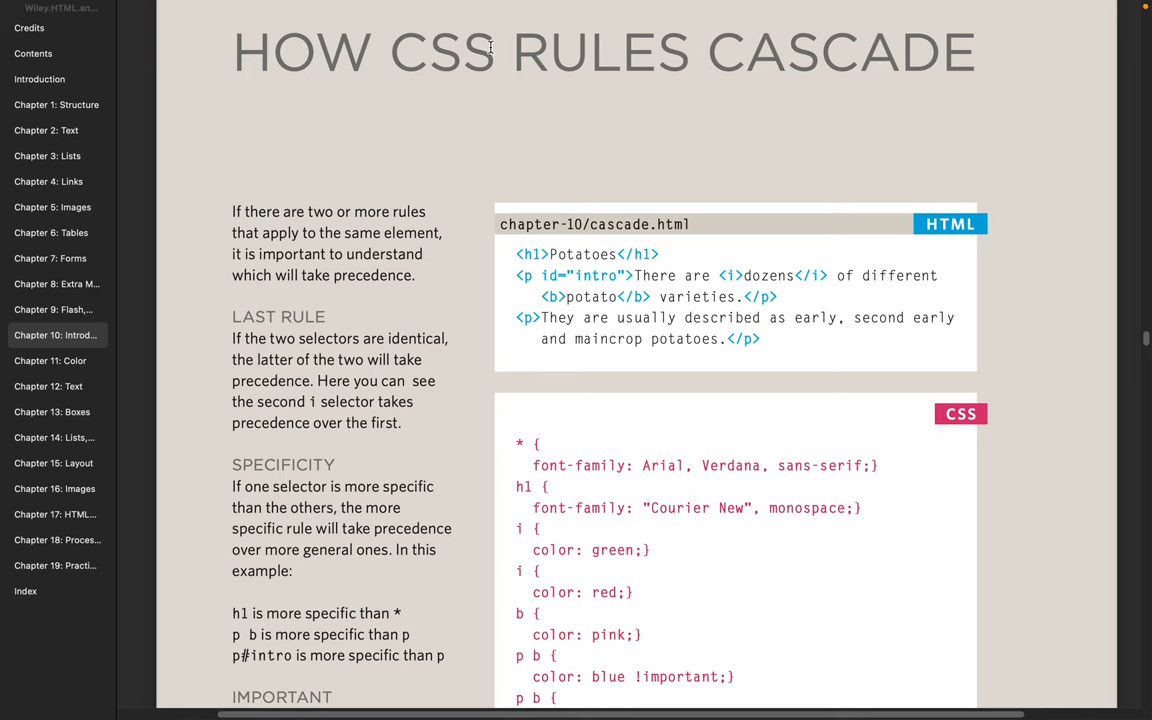 Wiley.HTML.an...
Credits
Contents
Introduction
Chapter 1: Structure
Chapter 2: Text
Chapter 3: Lists
Chapter 4: Links
Chapter 5: Images
Chapter 6: Tables
Chapter 7: Forms
Chapter 8: Extra M...
Chapter 9: Flash,...
Chapter 10: Introd...
Chapter 11: Color
Chapter 12: Text
Chapter 13: Boxes
Chapter 14: Lists,...
Chapter 15: Layout
Chapter 16: Images
Chapter 17: HTML...
Chapter 18: Proces...
Chapter 19: Practi...
Index
HOW CSS RULES CASCADE
If there are two or more rules
that apply to the same element,
it is important to understand
which will take precedence.
LAST RULE
If the two selectors are identical,
the latter of the two will take
precedence. Here you can see
the second i selector takes
precedence over the first.
SPECIFICITY
If one selector is more specific
than the others, the more
specific rule will take precedence
over more general ones. In this
example:
h1 is more specific than *
p b is more specific than p
p#intro is more specific than p
IMPORTANT
chapter-10/cascade.html
HTML
<h1>Potatoes</h1>
<p id="intro">There are <i>dozens</i> of different
<b>potato</b> varieties.</p>
<p>They are usually described as early, second early
and maincrop potatoes.</p>
CSS
* {
font-family: Arial, Verdana, sans-serif;}
h1 {
font-family: "Courier New", monospace;}
i {
color: green;}
i {
color: red;}
b {
color: pink;}
p b {
color: blue !important;}
p b {